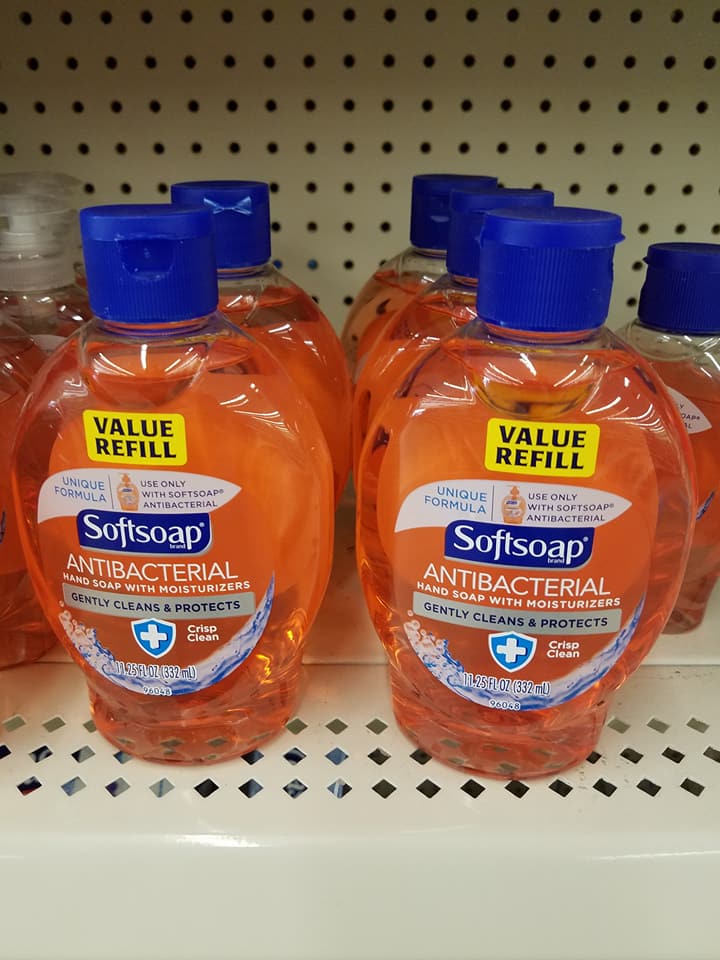 VALUE
REFILL
UNIQUE
FORMULA
USE ONLY
WITH SOFTSOAP®
ANTIBACTERIAL
Softsoap®
brand
ANTIBACTERIAL
HAND SOAP WITH MOISTURIZERS
GENTLY CLEANS & PROTECTS
Crisp
Clean
11.25 FL OZ (332 mL)
96048
VALUE
REFILL
UNIQUE
FORMULA
USE ONLY
WITH SOFTSOAP®
ANTIBACTERIAL
Softsoap®
brand
ANTIBACTERIAL
HAND SOAP WITH MOISTURIZERS
GENTLY CLEANS & PROTECTS
Crisp
Clean
11.25 FL OZ (332 mL)
96048